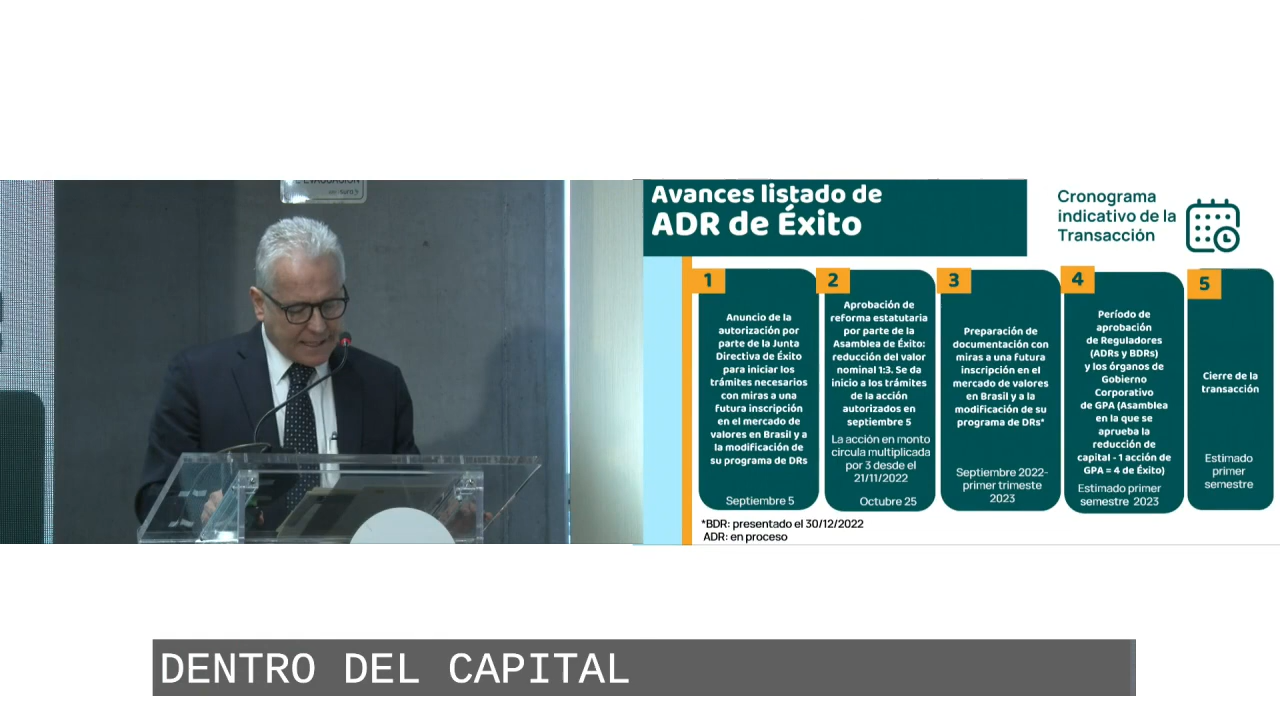 Avances listado de
ADR de Éxito
Cronograma
indicativo de la
Transacción
1
Anuncio de la
autorización por
parte de la Junta
Directiva de Éxito
para iniciar los
trámites necesarios
con miras a una
futura inscripción
en el mercado de
valores en Brasil y a
la modificación de
su programa de DRs
Septiembre 5
2
Aprobación de
reforma estatutaria
por parte de la
Asamblea de Éxito:
reducción del valor
nominal 1:3. Se da
inicio a los trámites
de la acción
autorizados en
septiembre 5
La acción en monto
circula multiplicada
por 3 desde el
21/11/2022
Octubre 25
3
Preparación de
documentación con
miras a una futura
inscripción en el
mercado de valores
en Brasil y a la
modificación de su
programa de DRs*
Septiembre 2022-
primer trimeste
2023
4
Período de
aprobación
de Reguladores
(ADRs y BDRs)
y los órganos de
Gobierno
Corporativo
de GPA (Asamblea
en la que se
aprueba la
reducción de
capital - 1 acción de
GPA = 4 de Éxito)
Estimado primer
semestre 2023
5
Cierre de la
transacción
Estimado
primer
semestre
*BDR: presentado el 30/12/2022
ADR: en proceso
DENTRO DEL CAPITAL